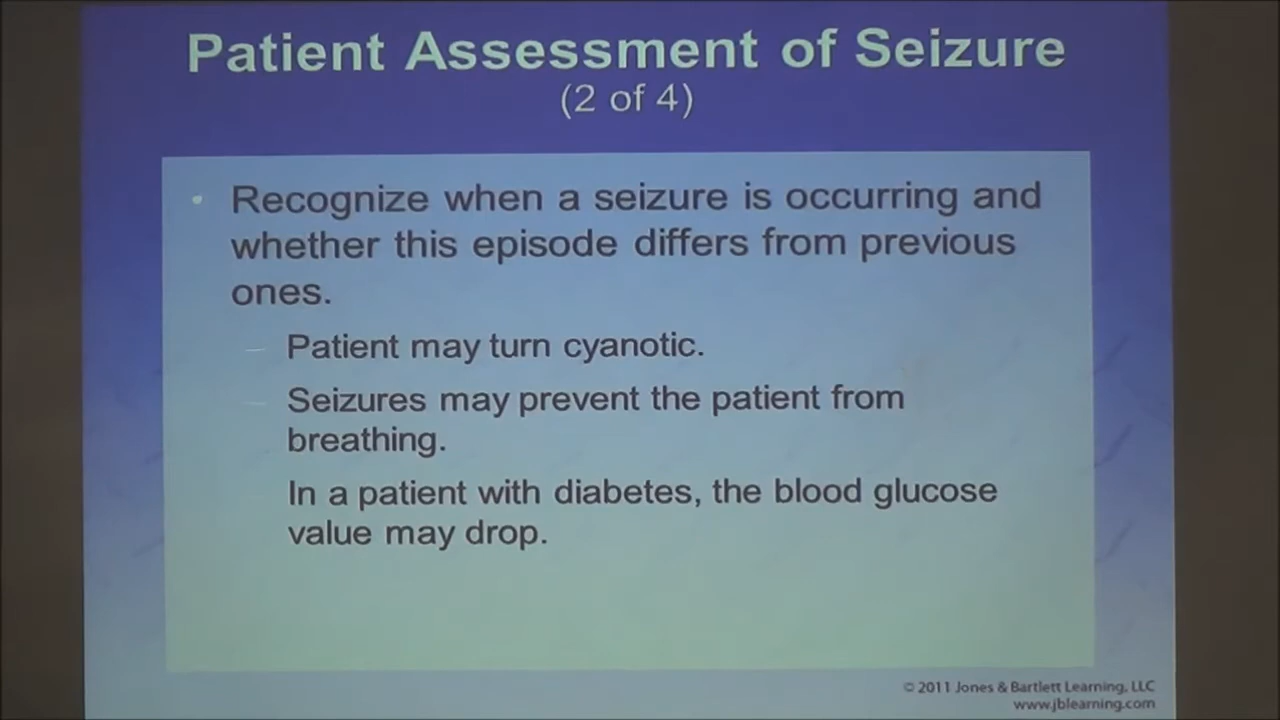 Patient Assessment of Seizure
(2 of 4)
• Recognize when a seizure is occurring and
whether this episode differs from previous
ones.
– Patient may turn cyanotic.
– Seizures may prevent the patient from
breathing.
In a patient with diabetes, the blood glucose
value may drop.
© 2011 Jones & Bartlett Learning, LLC
www.jblearning.com